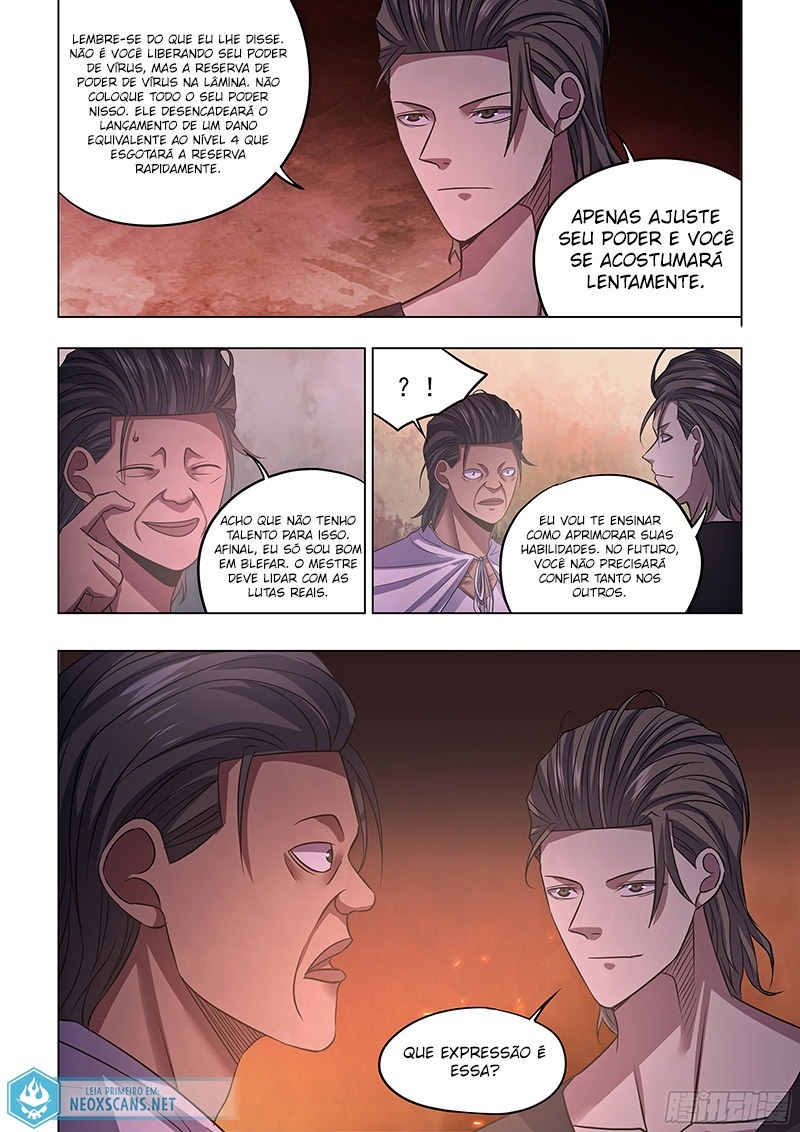 LEMBRE-SE DO QUE EU LHE DISSE.
NÃO É VOCÊ LIBERANDO SEU PODER
DE VÍRUS, MAS A RESERVA DE
PODER DE VÍRUS NA LÂMINA. NÃO
COLOQUE TODO O SEU PODER
NISSO. ELE DESENCADEARÁ O
LANÇAMENTO DE UM DANO
EQUIVALENTE AO NÍVEL 4 QUE
ESGOTARÁ A RESERVA
RAPIDAMENTE.
APENAS AJUSTE
SEU PODER E VOCÊ
SE ACOSTUMARÁ
LENTAMENTE.
ACHO QUE NÃO TENHO
TALENTO PARA ISSO.
AFINAL, EU SÓ SOU BOM
EM BLEFAR. O MESTRE
DEVE LIDAR COM AS
LUTAS REAIS.
? !
EU VOU TE ENSINAR
COMO APRIMORAR SUAS
HABILIDADES. NO FUTURO,
VOCÊ NÃO PRECISARÁ
CONFIAR TANTO NOS
OUTROS.
QUE EXPRESSÃO É
ESSA?
LEIA PRIMEIRO EM:
NEOXSCANS.NET
腾讯动漫